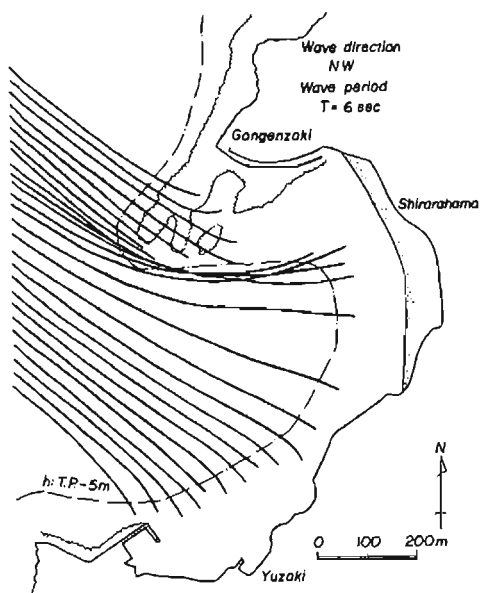 Wave direction
NW
Wave period
T = 6 sec
Gongenzaki
Shirarahama
h: T.P. - 5m
N
0 100 200m
Yuzaki